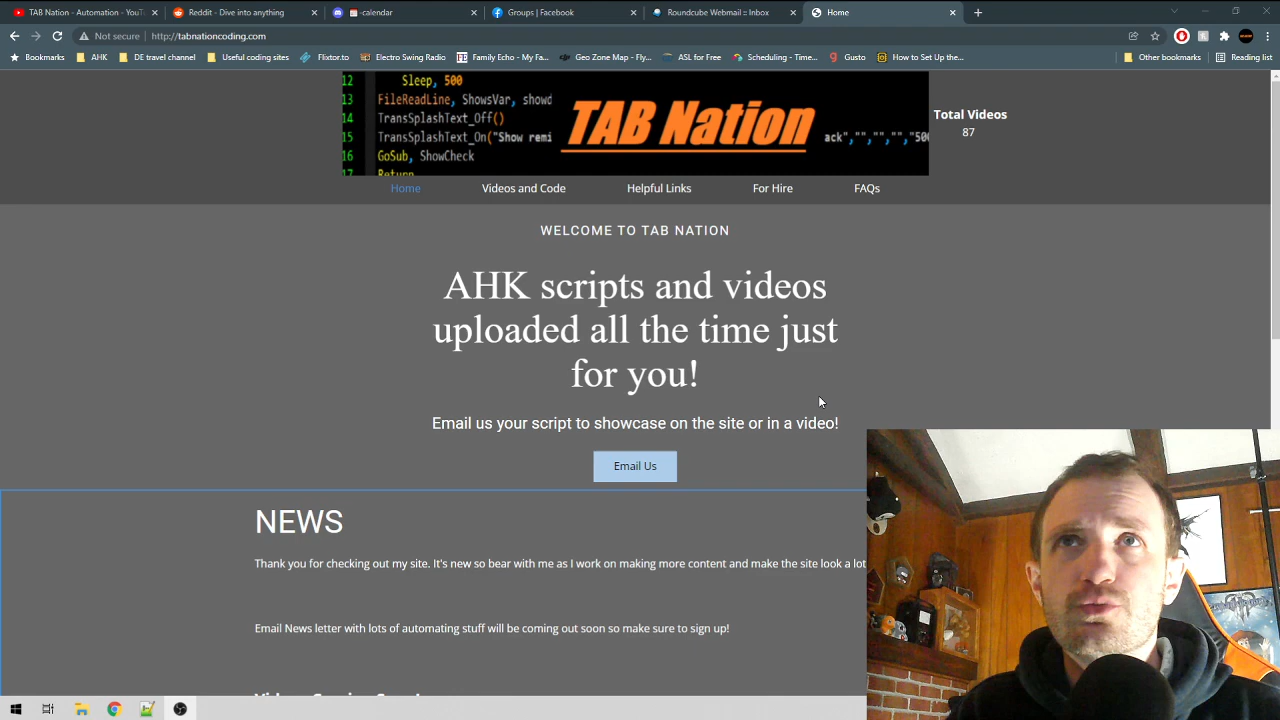 TAB Nation - Automation - YouT
Reddit - Dive into anything
-calendar
Groups | Facebook
Roundcube Webmail :: Inbox
Home
Not secure
http://tabnationcoding.com
Bookmarks
AHK
DE travel channel
Useful coding sites
Flixtor.to
Electro Swing Radio
Family Echo - My Fa...
Geo Zone Map - Fly...
ASL for Free
Scheduling - Time...
Gusto
How to Set Up the...
Other bookmarks
Reading list
12 Sleep, 500
13 FileReadLine, ShowsVar, showd
14 TransSplashText_Off()
15 TransSplashText_On("Show remi
ack","","","","500
16 GoSub, ShowCheck
17 Return
TAB Nation
Total Videos
87
Home
Videos and Code
Helpful Links
For Hire
FAQs
WELCOME TO TAB NATION
AHK scripts and videos
uploaded all the time just
for you!
Email us your script to showcase on the site or in a video!
Email Us
NEWS
Thank you for checking out my site. It's new so bear with me as I work on making more content and make the site look a lot
Email News letter with lots of automating stuff will be coming out soon so make sure to sign up!